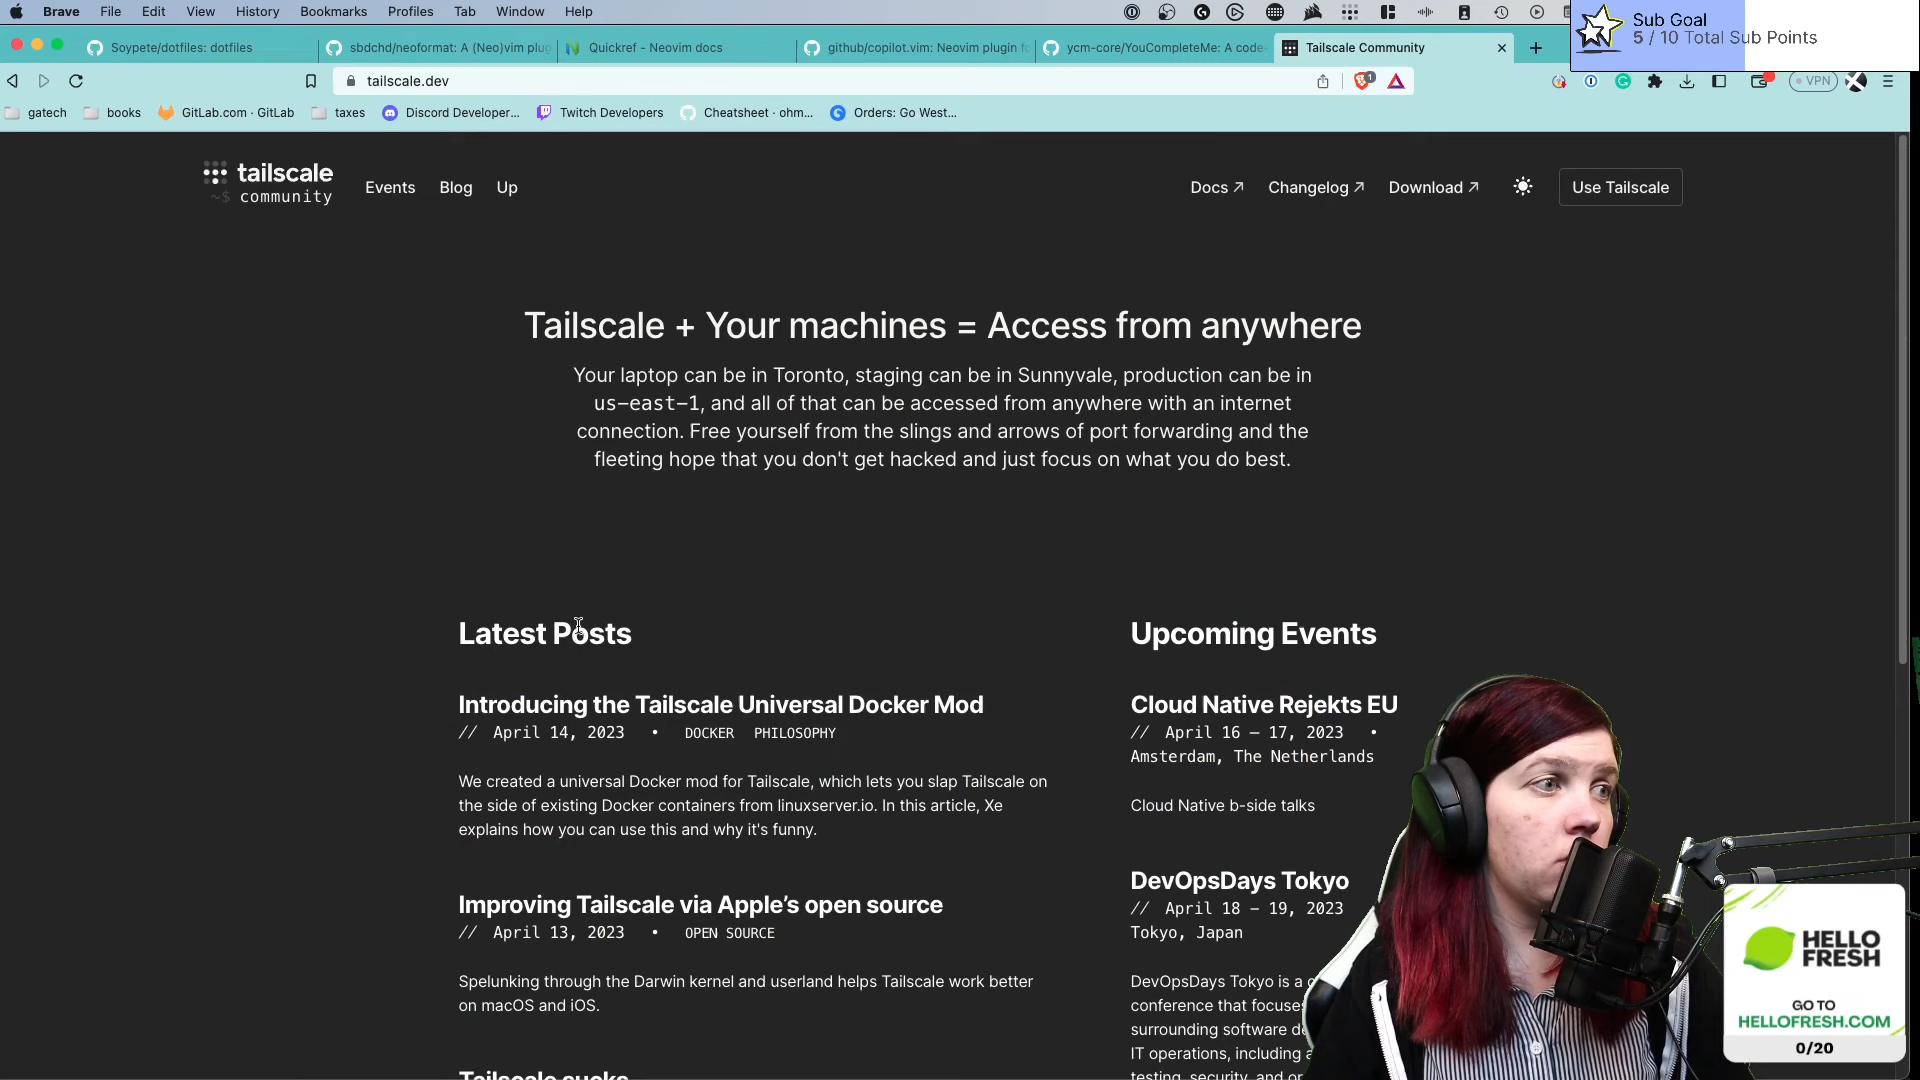 Brave File Edit View History Bookmarks Profiles Tab Window Help
Sub Goal
5 / 10 Total Sub Points
Soypete/dotfiles: dotfiles
sbdchd/neoformat: A (Neo)vim plug
Quickref - Neovim docs
github/copilot.vim: Neovim plugin fo
ycm-core/YouCompleteMe: A code-
Tailscale Community
tailscale.dev
VPN
gatech books GitLab.com · GitLab taxes Discord Developer... Twitch Developers Cheatsheet · ohm... Orders: Go West...
tailscale
~$ community
Events Blog Up
Docs ↗ Changelog ↗ Download ↗ Use Tailscale
Tailscale + Your machines = Access from anywhere
Your laptop can be in Toronto, staging can be in Sunnyvale, production can be in
us-east-1, and all of that can be accessed from anywhere with an internet
connection. Free yourself from the slings and arrows of port forwarding and the
fleeting hope that you don't get hacked and just focus on what you do best.
Latest Posts
Introducing the Tailscale Universal Docker Mod
// April 14, 2023 • DOCKER PHILOSOPHY
We created a universal Docker mod for Tailscale, which lets you slap Tailscale on
the side of existing Docker containers from linuxserver.io. In this article, Xe
explains how you can use this and why it's funny.
Improving Tailscale via Apple’s open source
// April 13, 2023 • OPEN SOURCE
Spelunking through the Darwin kernel and userland helps Tailscale work better
on macOS and iOS.
Tailscale sucks
Upcoming Events
Cloud Native Rejekts EU
// April 16 – 17, 2023 •
Amsterdam, The Netherlands
Cloud Native b-side talks
DevOpsDays Tokyo
// April 18 – 19, 2023
Tokyo, Japan
DevOpsDays Tokyo is a
conference that focuse
surrounding software de
IT operations, including a
testing, security, and or
HELLO
FRESH
GO TO
HELLOFRESH.COM
0/20